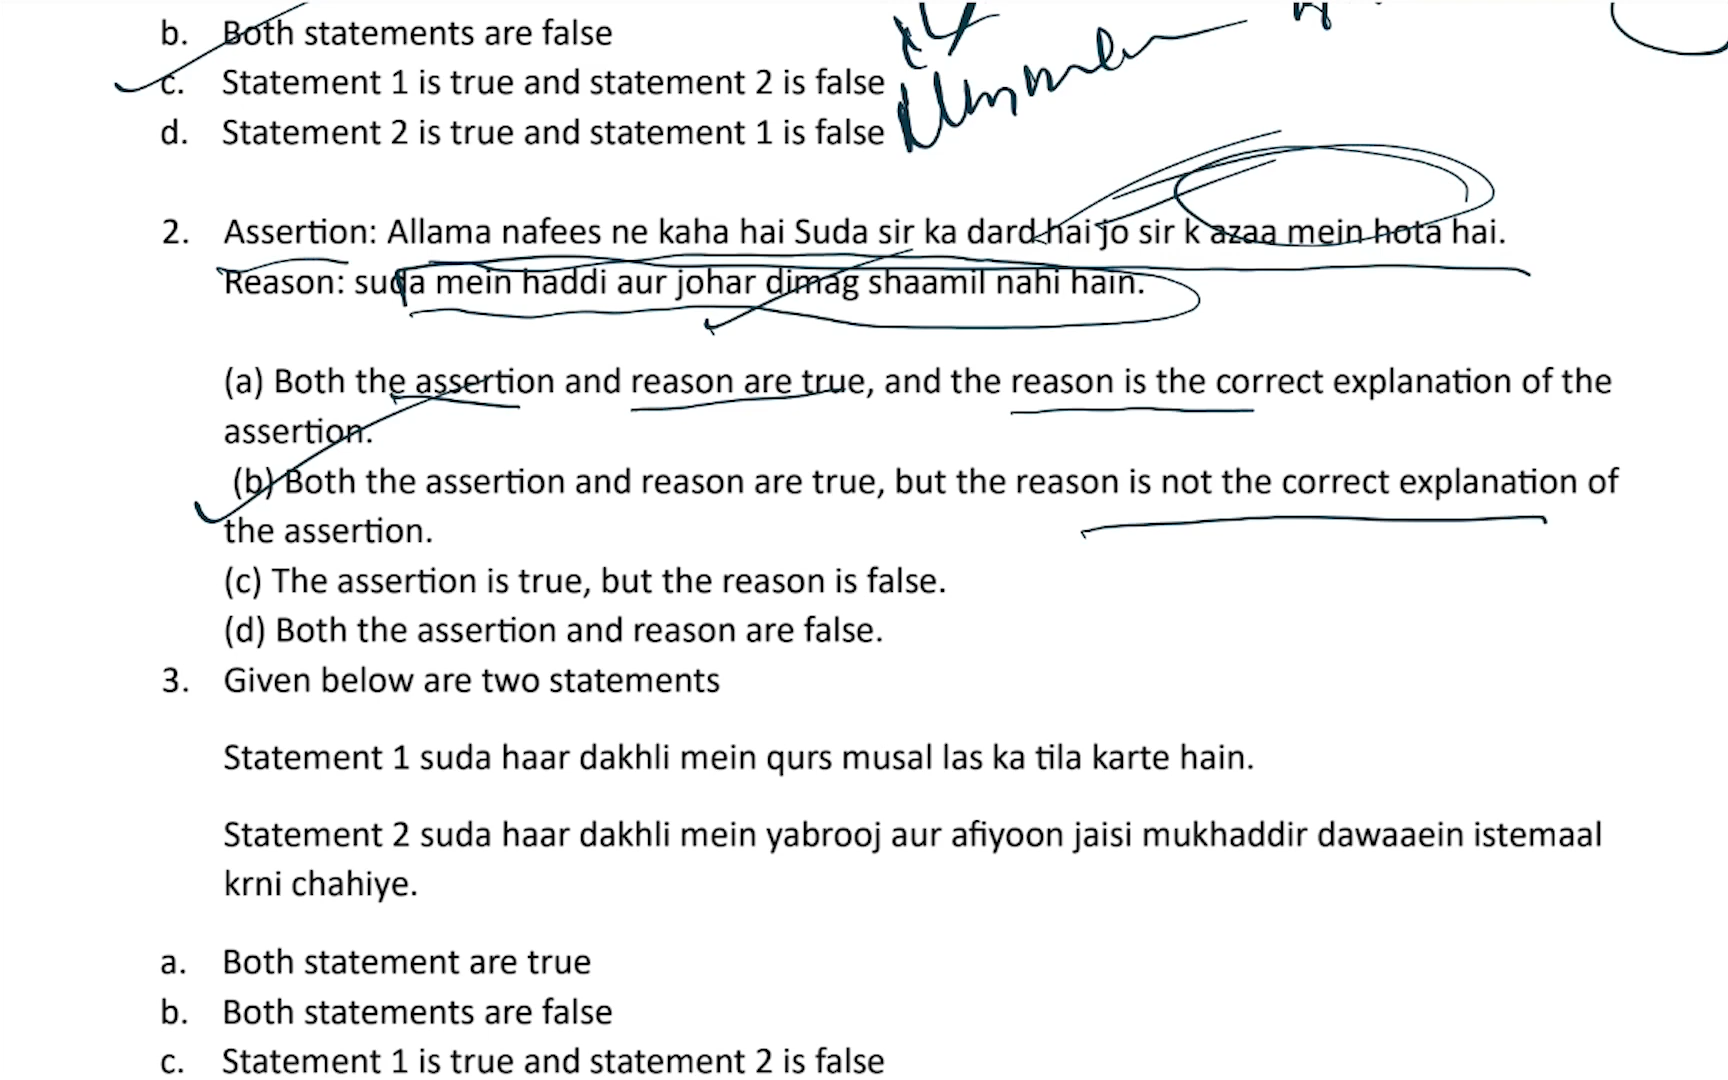 b. Both statements are false
c. Statement 1 is true and statement 2 is false
d. Statement 2 is true and statement 1 is false
2. Assertion: Allama nafees ne kaha hai Suda sir ka dard hai jo sir k azaa mein hota hai.
Reason: suda mein haddi aur johar dimag shaamil nahi hain.
(a) Both the assertion and reason are true, and the reason is the correct explanation of the
assertion.
(b) Both the assertion and reason are true, but the reason is not the correct explanation of
the assertion.
(c) The assertion is true, but the reason is false.
(d) Both the assertion and reason are false.
3. Given below are two statements
Statement 1 suda haar dakhli mein qurs musal las ka tila karte hain.
Statement 2 suda haar dakhli mein yabrooj aur afiyoon jaisi mukhaddir dawaaein istemaal
krni chahiye.
a. Both statement are true
b. Both statements are false
c. Statement 1 is true and statement 2 is false